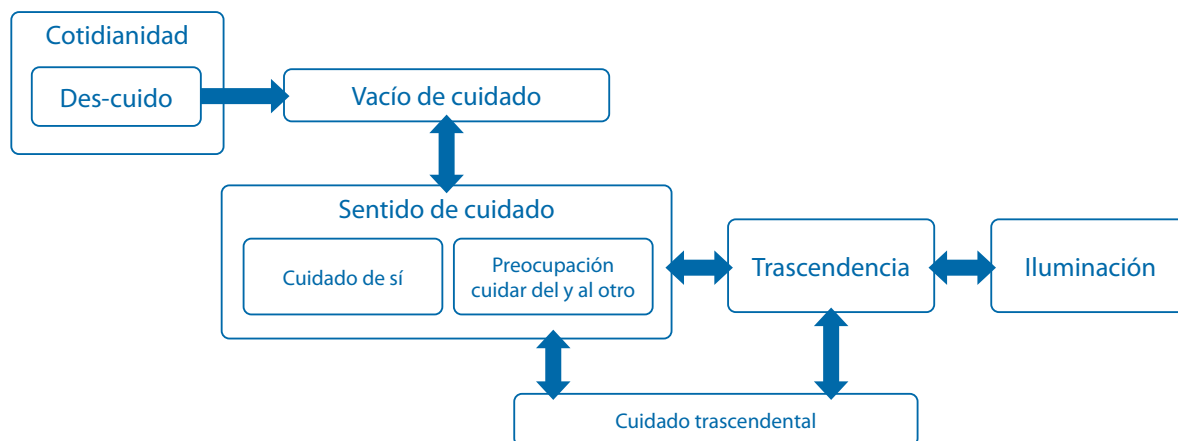 Cotidianidad
Des-cuido
Vacío de cuidado
Sentido de cuidado
Cuidado de sí
Preocupación
cuidar del y al otro
Trascendencia
Iluminación
Cuidado trascendental